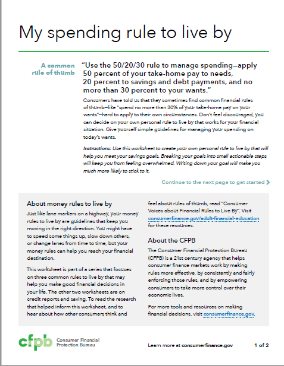 My spending rule to live by
A common
rule of thumb
“Use the 50/20/30 rule to manage spending—apply
50 percent of your take-home pay to needs,
20 percent to savings and debt payments, and no
more than 30 percent to your wants.”
Consumers have told us that they sometimes find common financial rules
of thumb—like “spend no more than 30% of your take-home pay on your
wants”—hard to apply to their own circumstances. Don't feel discouraged, you
can decide on your own personal rule to live by that works for your financial
situation. Give yourself simple guidelines for managing your spending on
today's wants.
Instructions: Use this worksheet to create your own personal rule to live by that will
help you meet your savings goals. Breaking your goals into small actionable steps
will keep you from feeling overwhelmed. Writing down your goal will make you
much more likely to stick to it.
Continue to the next page to get started >
About money rules to live by
Just like lane markers on a highway, your money
rules to live by are guidelines that keep you
moving in the right direction. You might have
to speed some things up, slow down others,
or change lanes from time to time, but your
money rules can help you reach your financial
destination.
This worksheet is part of a series that focuses
on three common rules to live by that may
help you make good financial decisions in
your life. The other two worksheets are on
credit reports and saving. To read the research
that helped inform this worksheet, and to
hear about how other consumers think and
feel about rules of thumb, read “Consumer
Voices about Financial Rules to Live By”. Visit
consumerfinance.gov/adult-financial-education
for these resources.
About the CFPB
The Consumer Financial Protection Bureau
(CFPB) is a 21st century agency that helps
consumer finance markets work by making
rules more effective, by consistently and fairly
enforcing those rules, and by empowering
consumers to take more control over their
economic lives.
For more tools and resources on making
financial decisions, visit consumerfinance.gov.
cfpb Consumer Financial
Protection Bureau
Learn more at consumerfinance.gov
1 of 2